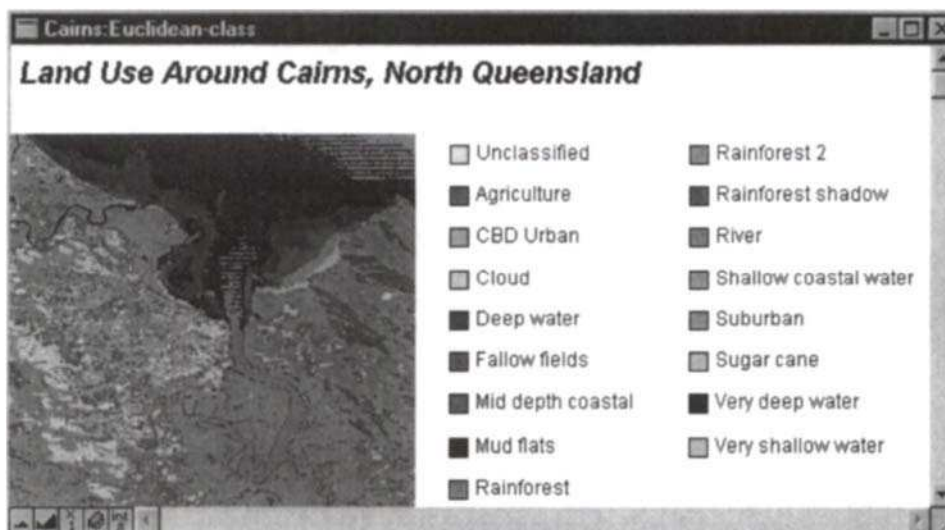 Cairns:Euclidean-class
Land Use Around Cairns, North Queensland
Unclassified
Agriculture
CBD Urban
Cloud
Deep water
Fallow fields
Mid depth coastal
Mud flats
Rainforest
Rainforest 2
Rainforest shadow
River
Shallow coastal water
Suburban
Sugar cane
Very deep water
Very shallow water